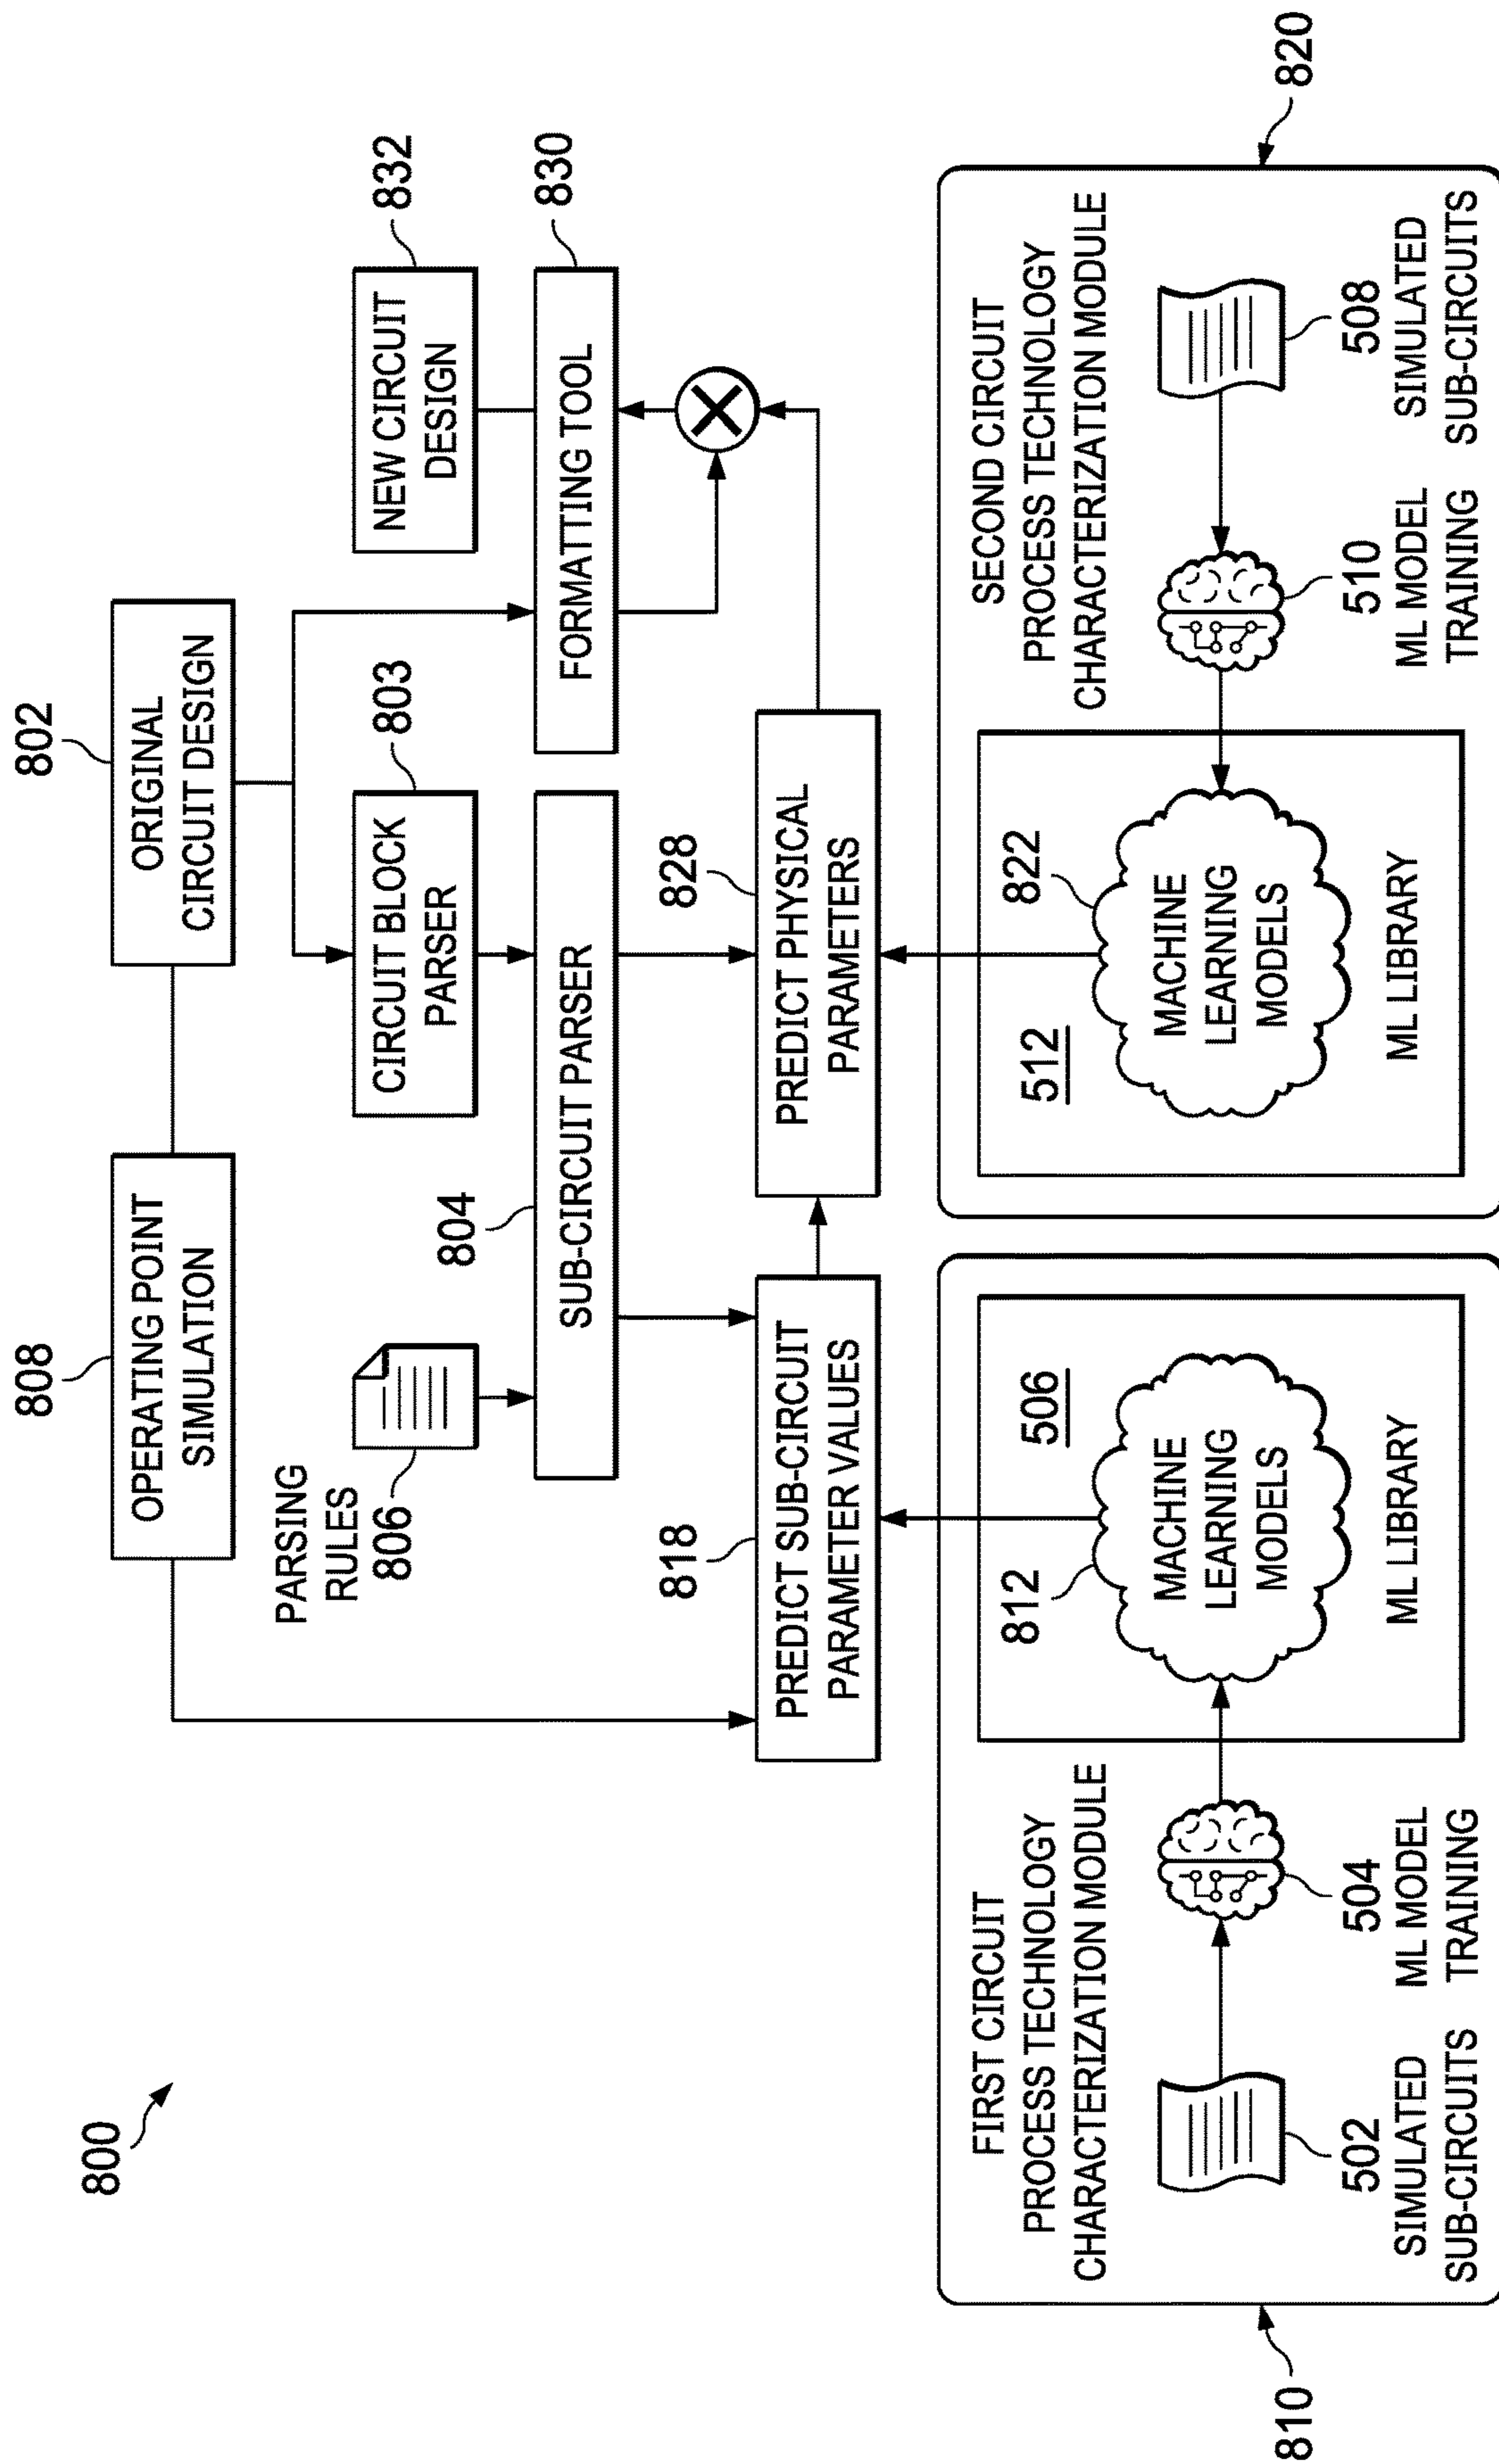 800
802
ORIGINAL
CIRCUIT DESIGN
808
OPERATING POINT
SIMULATION
PARSING
RULES
806
CIRCUIT BLOCK
PARSER
803
NEW CIRCUIT
DESIGN
832
804
SUB-CIRCUIT PARSER
FORMATTING TOOL
830
818
PREDICT SUB-CIRCUIT
PARAMETER VALUES
828
PREDICT PHYSICAL
PARAMETERS
810
FIRST CIRCUIT
PROCESS TECHNOLOGY
CHARACTERIZATION MODULE
502
SIMULATED
SUB-CIRCUITS
504
ML MODEL
TRAINING
812
506
MACHINE
LEARNING
MODELS
ML LIBRARY
820
SECOND CIRCUIT
PROCESS TECHNOLOGY
CHARACTERIZATION MODULE
512
822
MACHINE
LEARNING
MODELS
ML LIBRARY
510
ML MODEL
TRAINING
508
SIMULATED
SUB-CIRCUITS